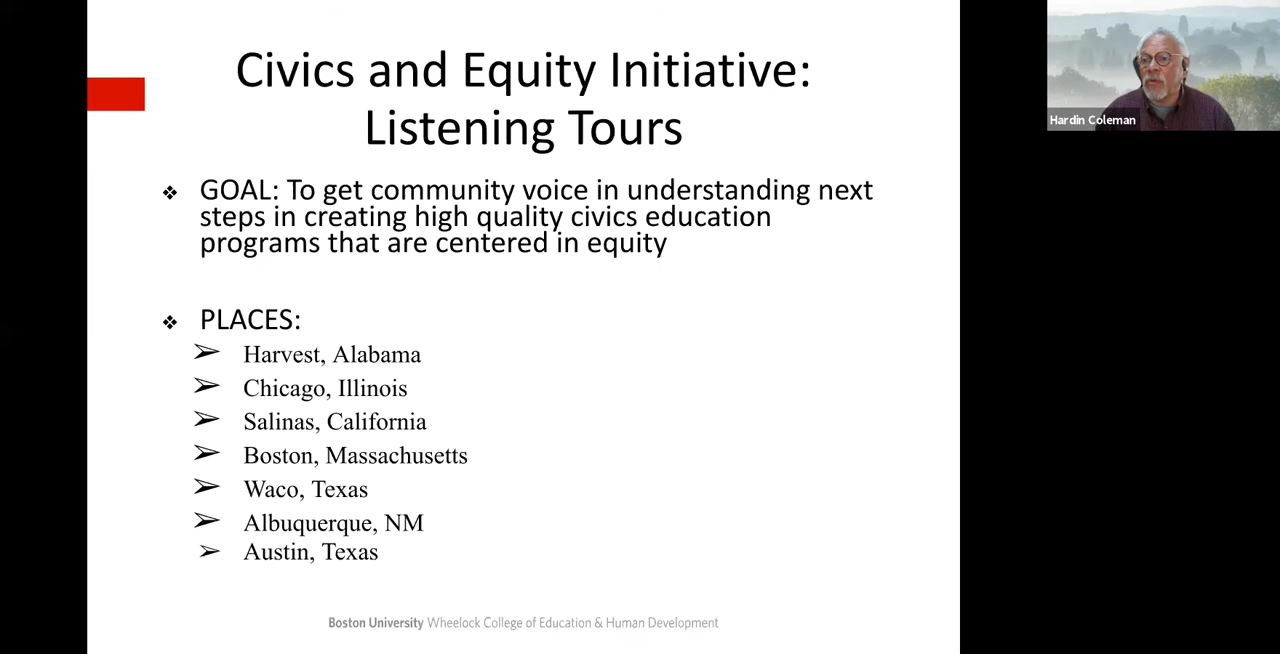 Civics and Equity Initiative:
Listening Tours
❖ GOAL: To get community voice in understanding next
steps in creating high quality civics education
programs that are centered in equity
❖ PLACES:
➢ Harvest, Alabama
➢ Chicago, Illinois
➢ Salinas, California
➢ Boston, Massachusetts
➢ Waco, Texas
➢ Albuquerque, NM
➢ Austin, Texas
Boston University Wheelock College of Education & Human Development
Hardin Coleman